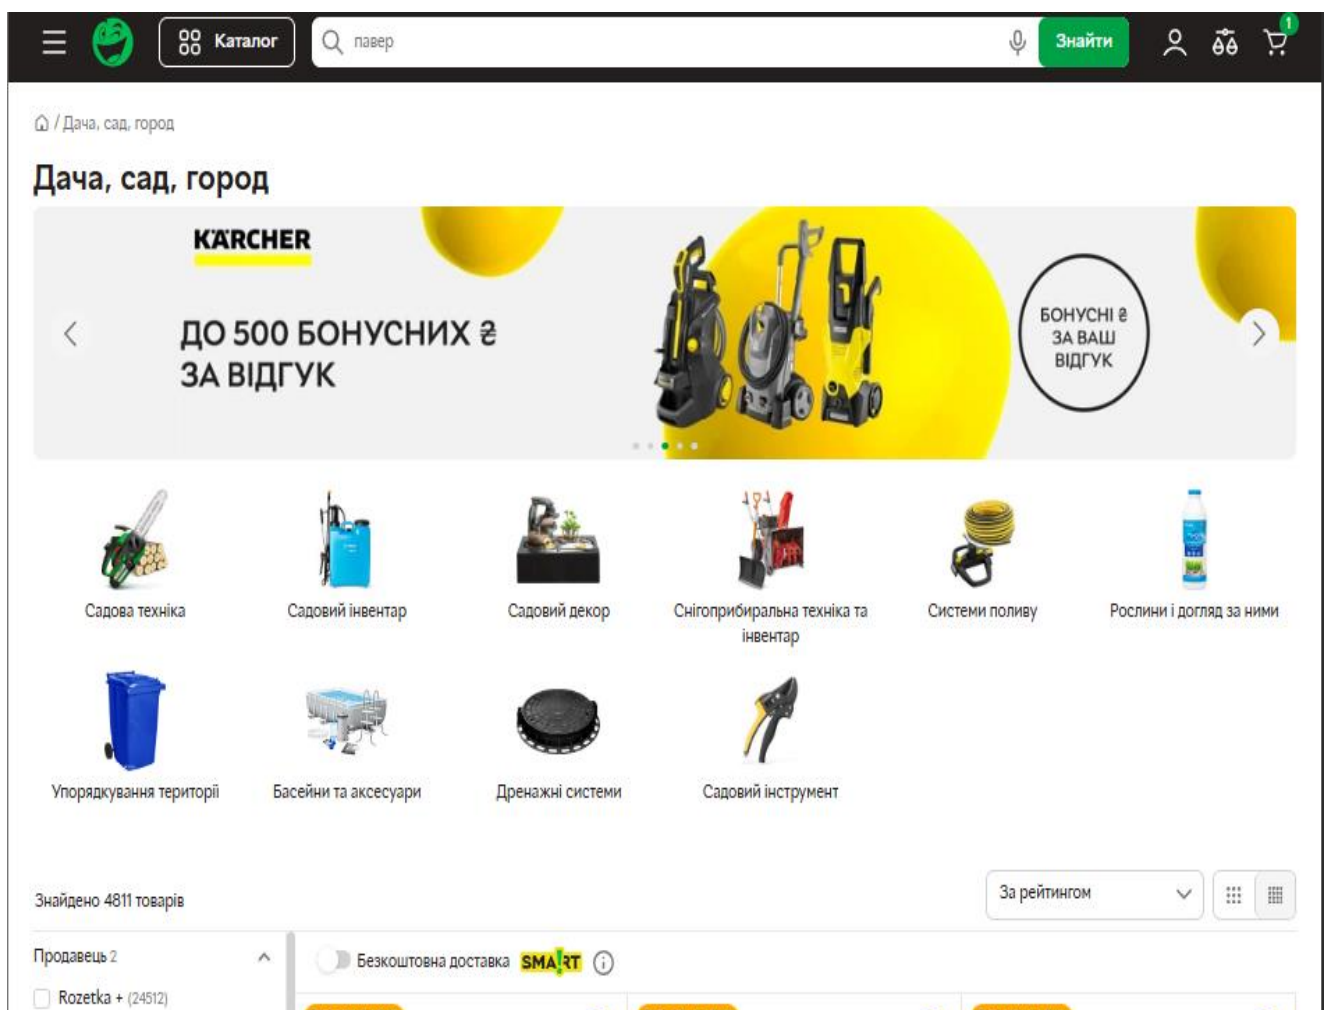 Каталог
павер
Знайти
1
/ Дача, сад, город
Дача, сад, город
KÄRCHER
ДО 500 БОНУСНИХ ₴
ЗА ВІДГУК
БОНУСНІ ₴
ЗА ВАШ
ВІДГУК
Садова техніка
Садовий інвентар
Садовий декор
Снігоприбиральна техніка та
інвентар
Системи поливу
Рослини і догляд за ними
Упорядкування території
Басейни та аксесуари
Дренажні системи
Садовий інструмент
Знайдено 4811 товарів
За рейтингом
Продавець 2
Безкоштовна доставка SMA!RT
Rozetka + (24512)